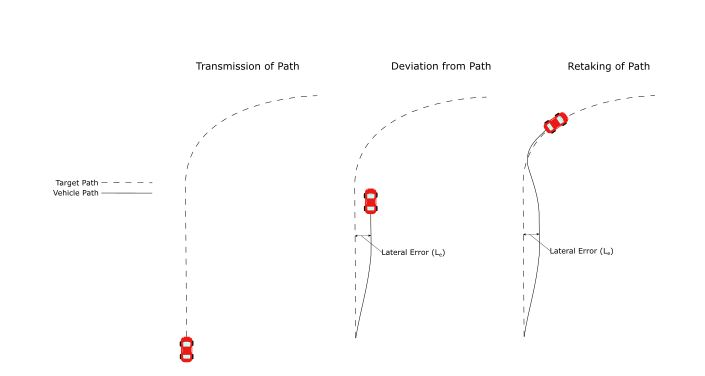 Transmission of Path
Deviation from Path
Retaking of Path
Target Path
Vehicle Path
Lateral Error (Le)
Lateral Error (Le)